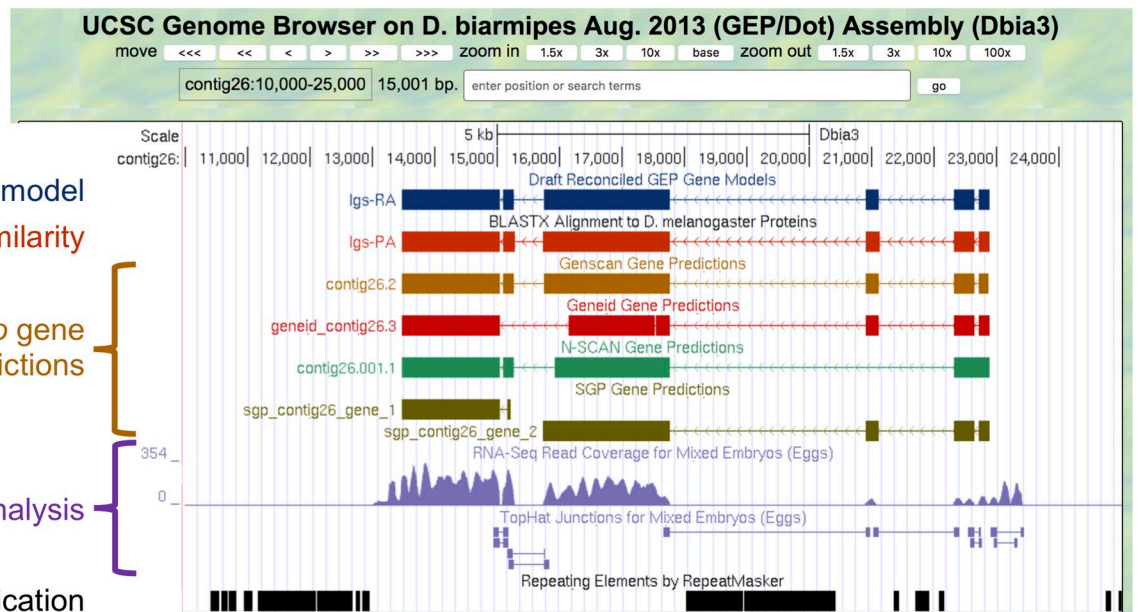 UCSC Genome Browser on D. biarmipes Aug. 2013 (GEP/Dot) Assembly (Dbia3)
move <<< << < > >> >>> zoom in 1.5x 3x 10x base zoom out 1.5x 3x 10x 100x
contig26:10,000-25,000 15,001 bp. enter position or search terms go
Scale 5 kb Dbia3
contig26: 11,000 12,000 13,000 14,000 15,000 16,000 17,000 18,000 19,000 20,000 21,000 22,000 23,000 24,000
Draft Reconciled GEP Gene Models
model
lgs-RA
BLASTX Alignment to D. melanogaster Proteins
milarity
lgs-PA
Genscan Gene Predictions
contig26.2
Geneid Gene Predictions
o gene
geneid_contig26.3
N-SCAN Gene Predictions
ictions
contig26.001.1
SGP Gene Predictions
sgp_contig26_gene_1
sgp_contig26_gene_2
354
RNA-Seq Read Coverage for Mixed Embryos (Eggs)
0
nalysis
TopHat Junctions for Mixed Embryos (Eggs)
Repeating Elements by RepeatMasker
ication